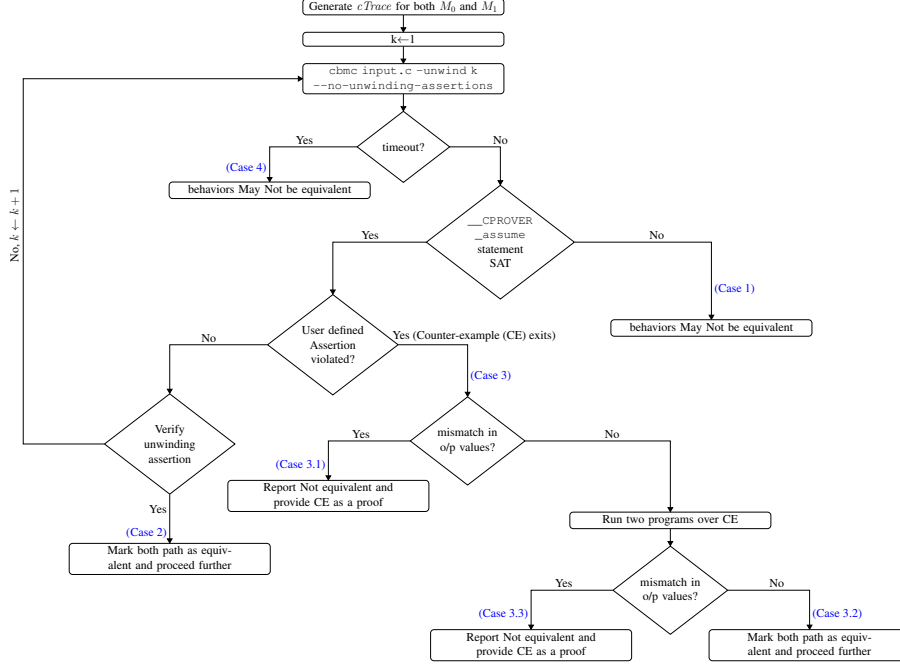 Generate cTrace for both M₀ and M₁
k←1
cbmc input.c -unwind k
--no-unwinding-assertions
timeout?
Yes
No
(Case 4)
behaviors May Not be equivalent
__CPROVER
_assume
statement
SAT
Yes
No
(Case 1)
behaviors May Not be equivalent
No, k ← k + 1
User defined
Assertion
violated?
No
Yes (Counter-example (CE) exits)
(Case 3)
Verify
unwinding
assertion
mismatch in
o/p values?
Yes
No
(Case 3.1)
Report Not equivalent and
provide CE as a proof
Yes
(Case 2)
Mark both path as equiv-
alent and proceed further
Run two programs over CE
mismatch in
o/p values?
Yes
No
(Case 3.3)
(Case 3.2)
Report Not equivalent and
provide CE as a proof
Mark both path as equiv-
alent and proceed further